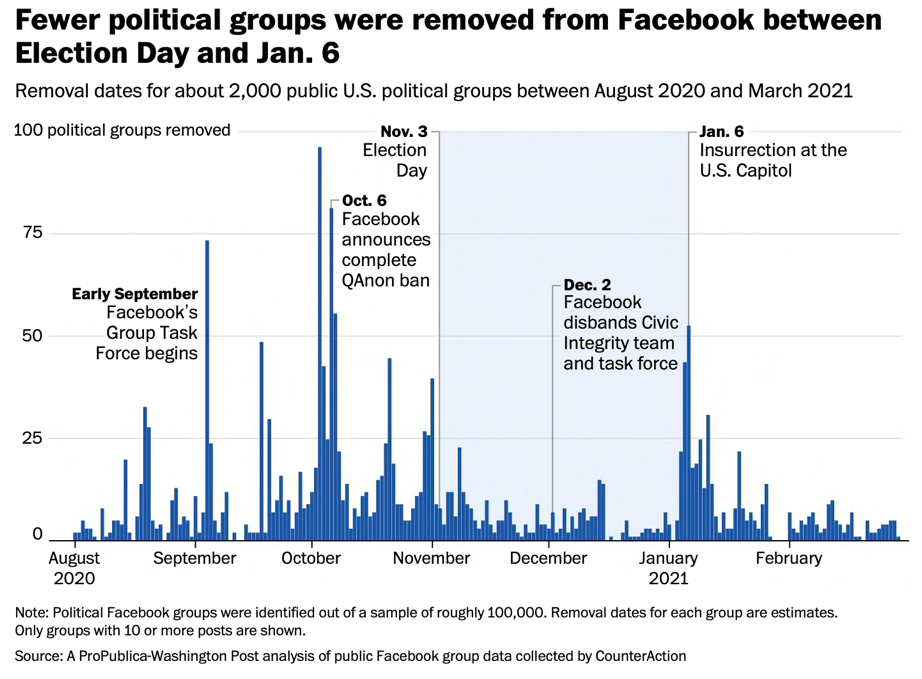 Fewer political groups were removed from Facebook between
Election Day and Jan. 6
Removal dates for about 2,000 public U.S. political groups between August 2020 and March 2021
100 political groups removed
75
50
25
0
Early September
Facebook’s
Group Task
Force begins
Oct. 6
Facebook
announces
complete
QAnon ban
Nov. 3
Election
Day
Dec. 2
Facebook
disbands Civic
Integrity team
and task force
Jan. 6
Insurrection at the
U.S. Capitol
August
2020
September
October
November
December
January
2021
February
Note: Political Facebook groups were identified out of a sample of roughly 100,000. Removal dates for each group are estimates.
Only groups with 10 or more posts are shown.
Source: A ProPublica-Washington Post analysis of public Facebook group data collected by CounterAction